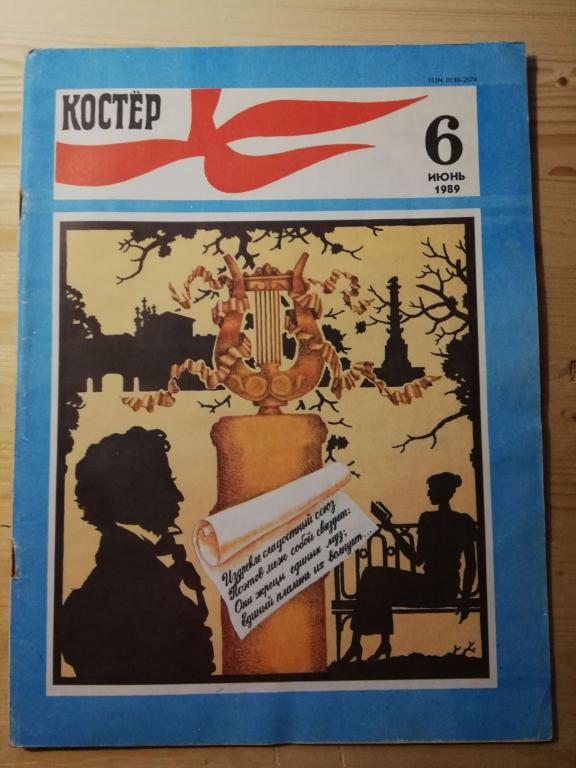 ISSN 0130-2574
КОСТЁР
6
ИЮНЬ
1989
Издревле сладостный союз
Поэтов меж собой связует:
Они жрецы единых муз;
Единый пламень их волнует...